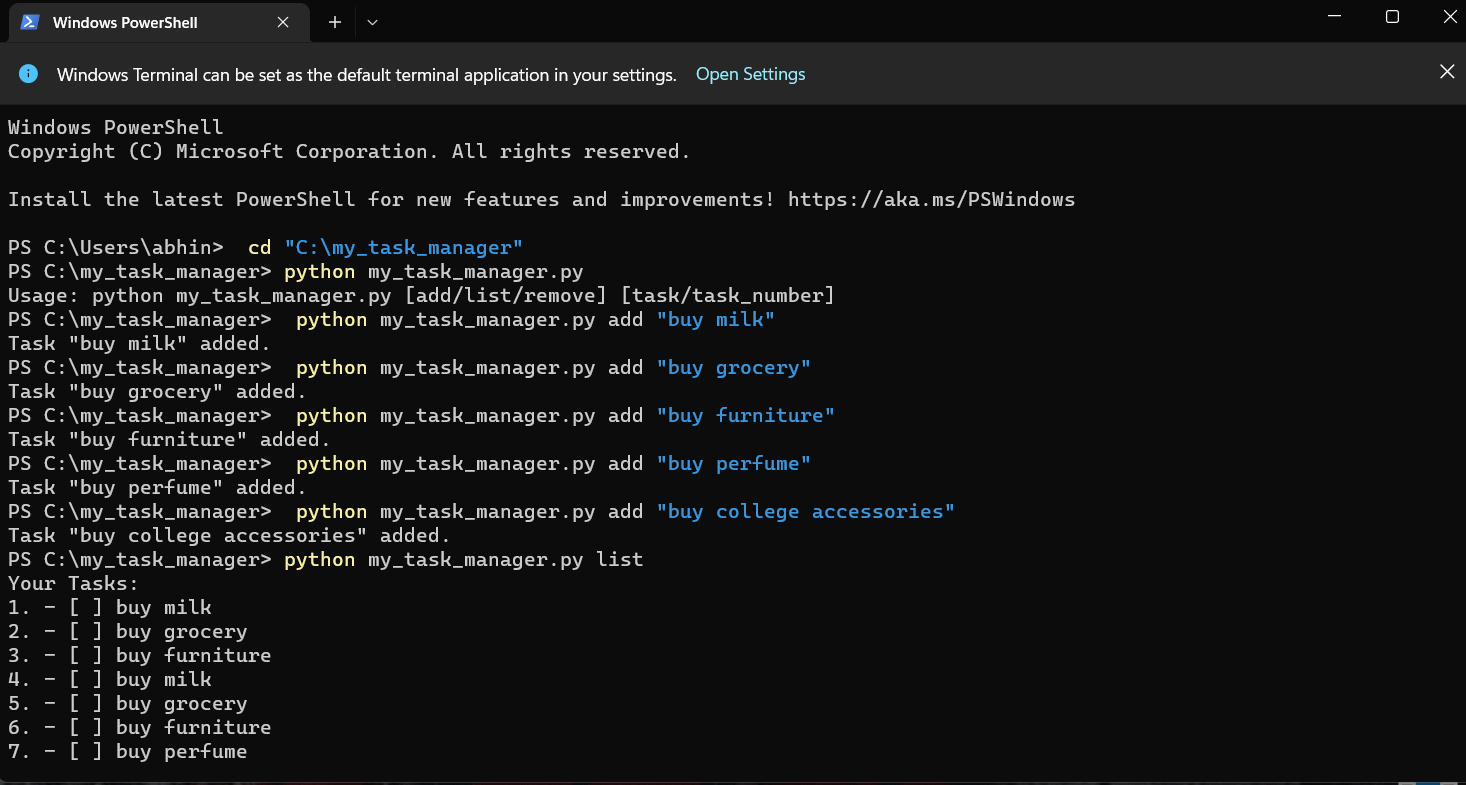 Windows PowerShell
Windows Terminal can be set as the default terminal application in your settings. Open Settings
Windows PowerShell
Copyright (C) Microsoft Corporation. All rights reserved.
Install the latest PowerShell for new features and improvements! https://aka.ms/PSWindows
PS C:\Users\abhin>  cd "C:\my_task_manager"
PS C:\my_task_manager> python my_task_manager.py
Usage: python my_task_manager.py [add/list/remove] [task/task_number]
PS C:\my_task_manager>  python my_task_manager.py add "buy milk"
Task "buy milk" added.
PS C:\my_task_manager>  python my_task_manager.py add "buy grocery"
Task "buy grocery" added.
PS C:\my_task_manager>  python my_task_manager.py add "buy furniture"
Task "buy furniture" added.
PS C:\my_task_manager>  python my_task_manager.py add "buy perfume"
Task "buy perfume" added.
PS C:\my_task_manager>  python my_task_manager.py add "buy college accessories"
Task "buy college accessories" added.
PS C:\my_task_manager> python my_task_manager.py list
Your Tasks:
1. - [ ] buy milk
2. - [ ] buy grocery
3. - [ ] buy furniture
4. - [ ] buy milk
5. - [ ] buy grocery
6. - [ ] buy furniture
7. - [ ] buy perfume